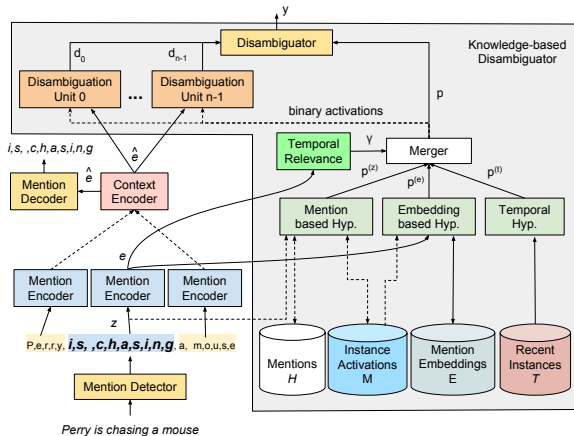 y
Disambiguator
Knowledge-based
Disambiguator
d0
dn-1
Disambiguation
Unit 0
...
Disambiguation
Unit n-1
p
binary activations
ê
i,s, ,c,h,a,s,i,n,g
Temporal
Relevance
γ
Merger
Mention
Decoder
ê
Context
Encoder
p(z)
p(e)
p(t)
Mention
based Hyp.
Embedding
based Hyp.
Temporal
Hyp.
e
Mention
Encoder
Mention
Encoder
Mention
Encoder
z
P,e,r,r,y, i,s, ,c,h,a,s,i,n,g, a, m,o,u,s,e
Mentions
H
Instance
Activations
M
Mention
Embeddings
E
Recent
Instances
T
Mention Detector
Perry is chasing a mouse